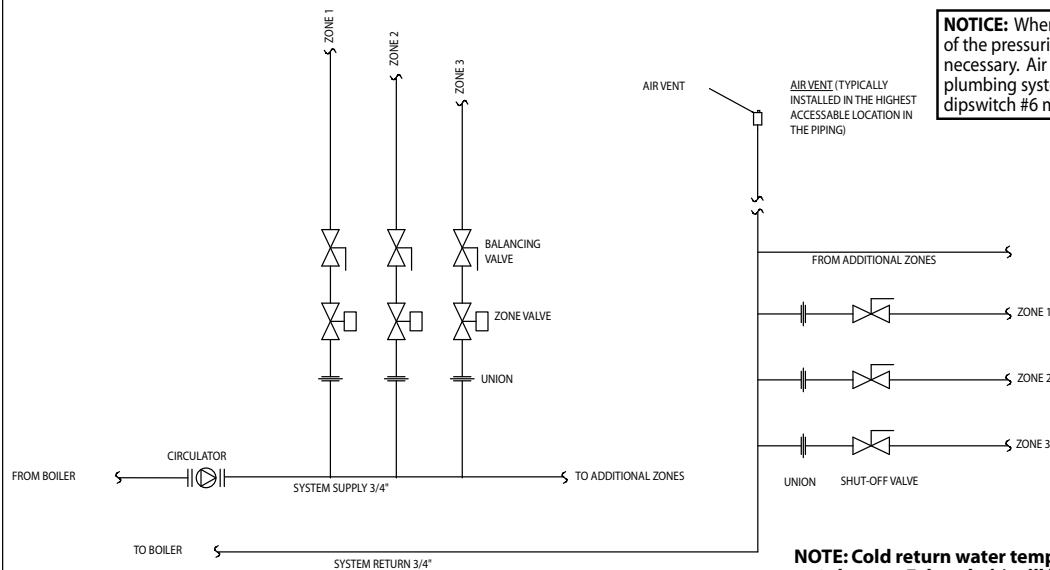 ZONE 1
ZONE 2
ZONE 3
AIR VENT
AIR VENT (TYPICALLY
INSTALLED IN THE HIGHEST
ACCESSABLE LOCATION IN
THE PIPING)
NOTICE: When
of the pressuri
necessary. Air
plumbing syst
dipswitch #6 m
BALANCING
VALVE
ZONE VALVE
UNION
FROM ADDITIONAL ZONES
ZONE 1
ZONE 2
ZONE 3
UNION
SHUT-OFF VALVE
CIRCULATOR
FROM BOILER
SYSTEM SUPPLY 3/4"
TO ADDITIONAL ZONES
TO BOILER
SYSTEM RETURN 3/4"
NOTE: Cold return water temp